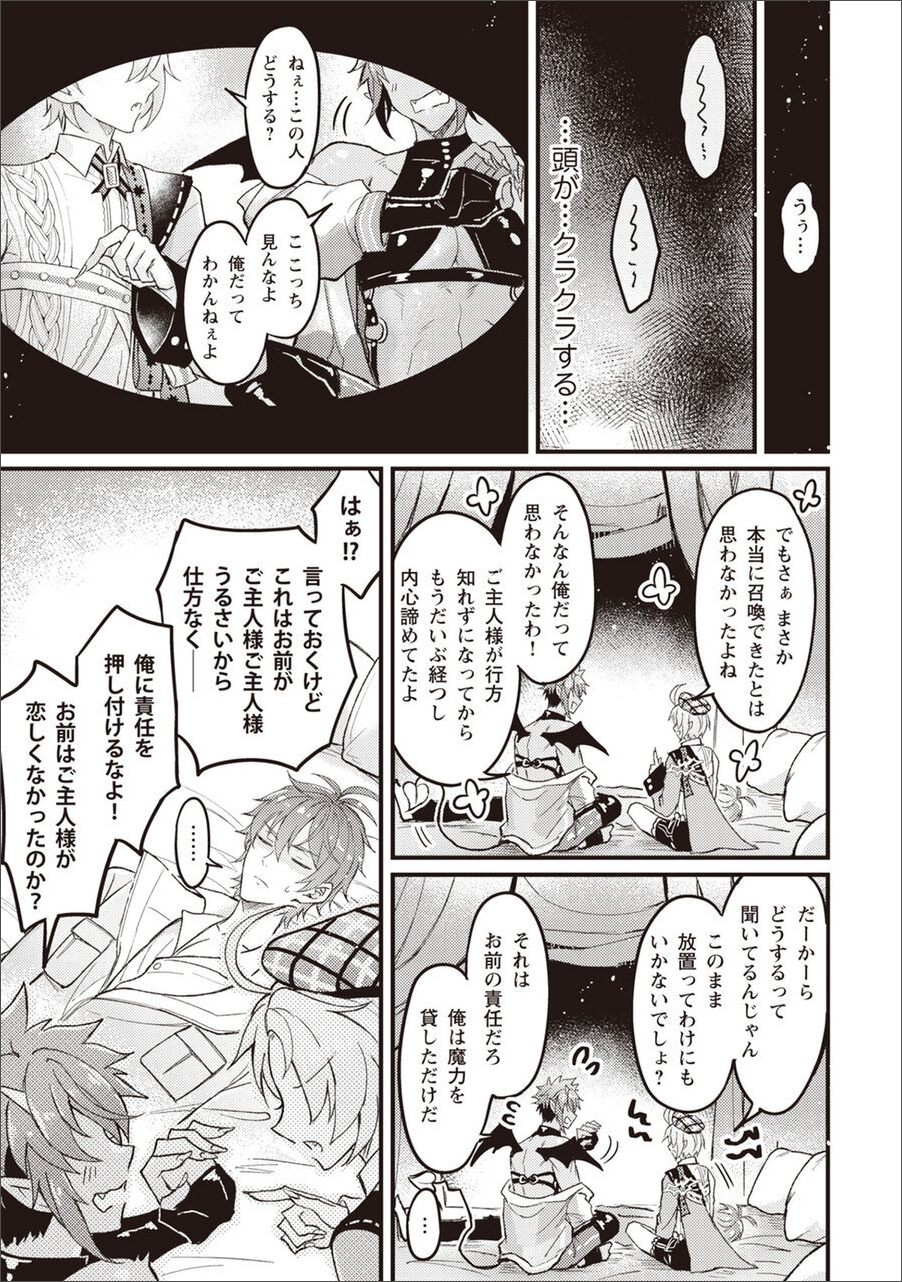 うぅ…
…頭が…クラクラする…
ねぇ…この人
どうする？
こ こっち
見んなよ
俺だって
わかんねぇよ
でもさぁ まさか
本当に召喚できたとは
思わなかったよね
そんなん俺だって
思わなかったわ！
ご主人様が行方
知れずになってから
もうだいぶ経つし
内心諦めてたよ
だーかーら
どうするって
聞いてるんじゃん
このまま
放置ってわけにも
いかないでしょ？
それは
お前の責任だろ
俺は魔力を
貸しただけだ
…
はぁ!?
言っておくけど
これはお前が
ご主人様ご主人様
うるさいから
仕方なく――
……
俺に責任を
押し付けるなよ！
お前はご主人様が
恋しくなかったのか？